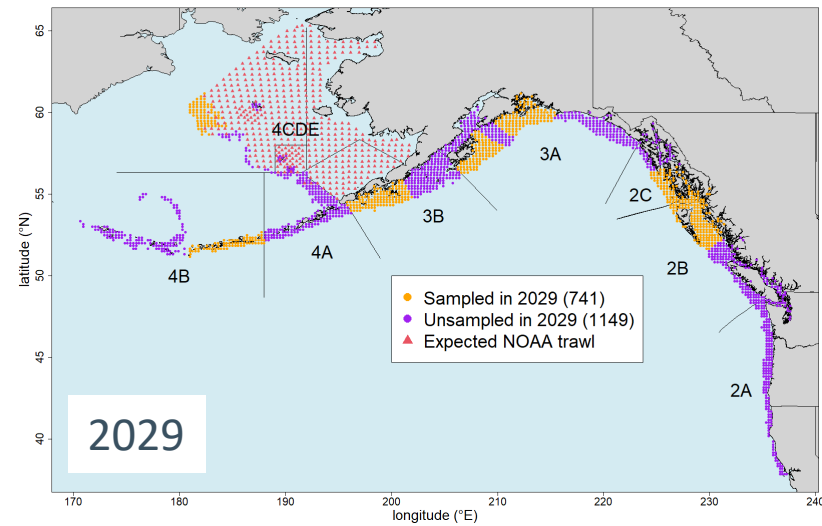 65
60
55
50
45
40
latitude (°N)
4CDE
3A
2C
3B
4A
4B
2B
2A
Sampled in 2029 (741)
Unsampled in 2029 (1149)
Expected NOAA trawl
2029
170
180
190
200
210
220
230
240
longitude (°E)